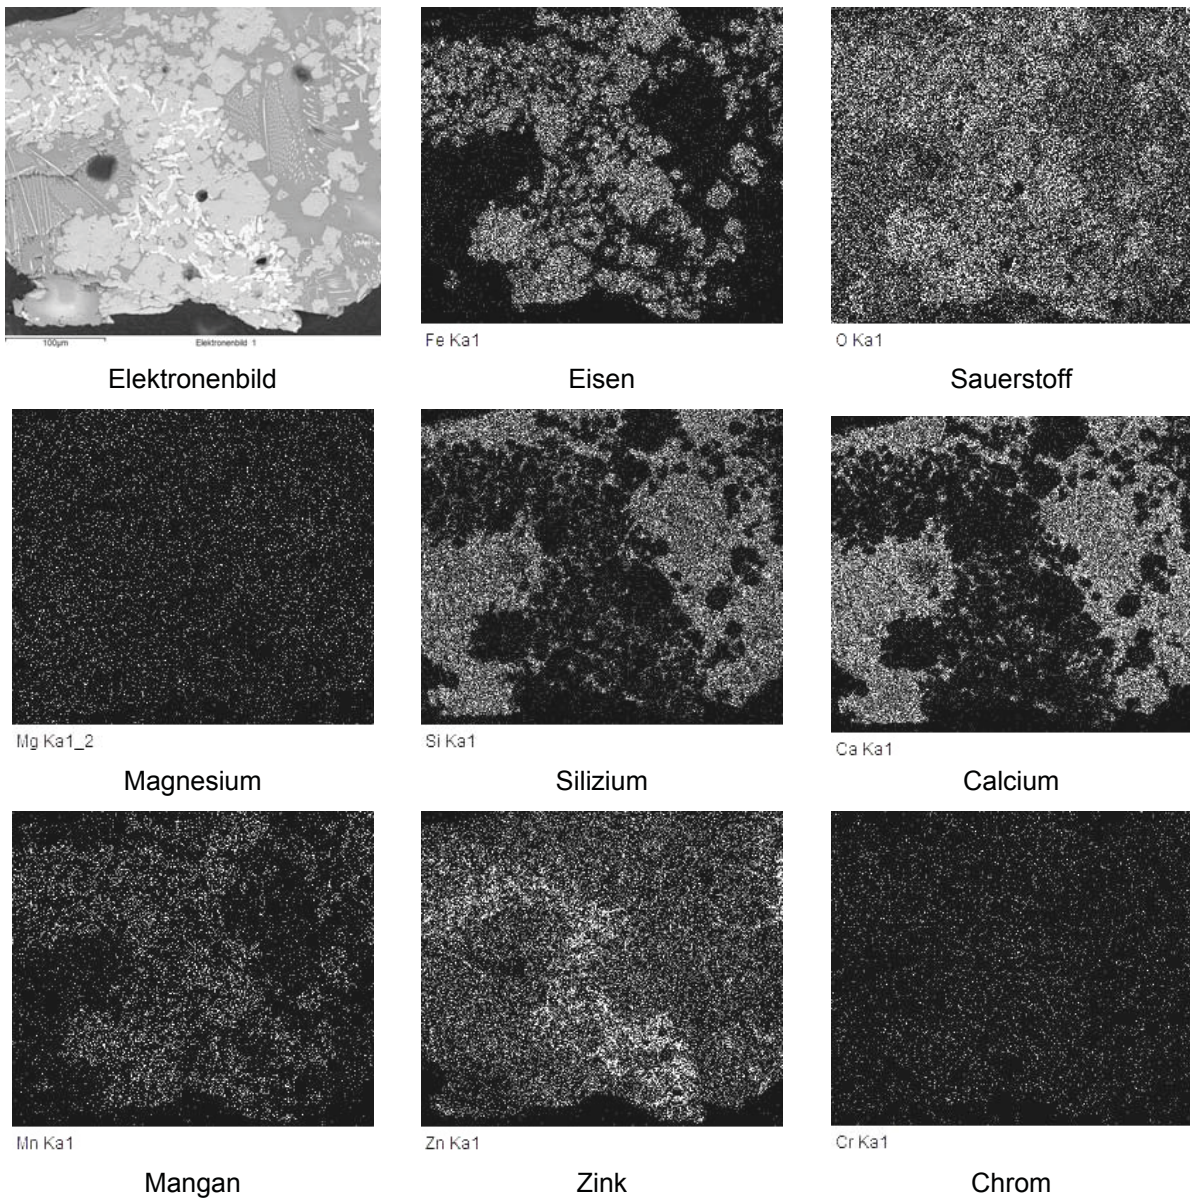 100µm Elektronenbild 1
Fe Ka1
O Ka1
Elektronenbild
Eisen
Sauerstoff
Mg Ka1_2
Si Ka1
Ca Ka1
Magnesium
Silizium
Calcium
Mn Ka1
Zn Ka1
Cr Ka1
Mangan
Zink
Chrom